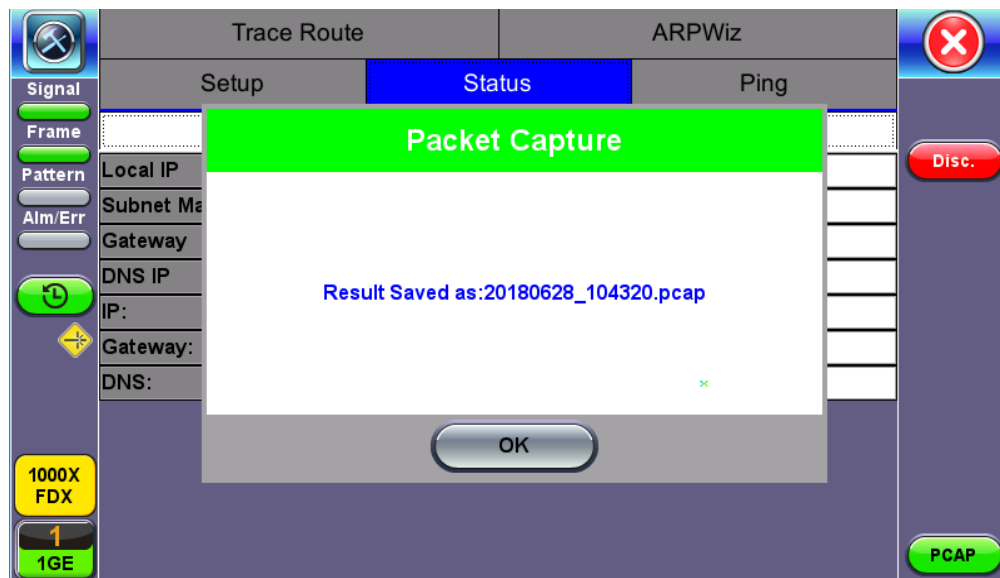 Trace Route
ARPWiz
Setup
Status
Ping
Signal
Frame
Pattern
Alm/Err
Packet Capture
Local IP
Subnet Ma
Gateway
DNS IP
IP:
Gateway:
DNS:
Result Saved as:20180628_104320.pcap
OK
Disc.
1000X
FDX
1
1GE
PCAP